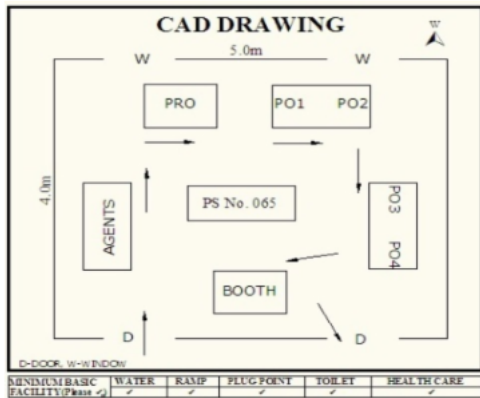 CAD DRAWING
W
W
5.0m
W
PRO
PO1 PO2
4.0m
AGENTS
PS No. 065
PO3 PO4
BOOTH
D
D
D-DOOR, W-WINDOW
MINIMUM BASIC WATER RAMP PLUG POINT TOILET HEALTH CARE
FACILITY(Please ✓) ✓ ✓ ✓ ✓ ✓